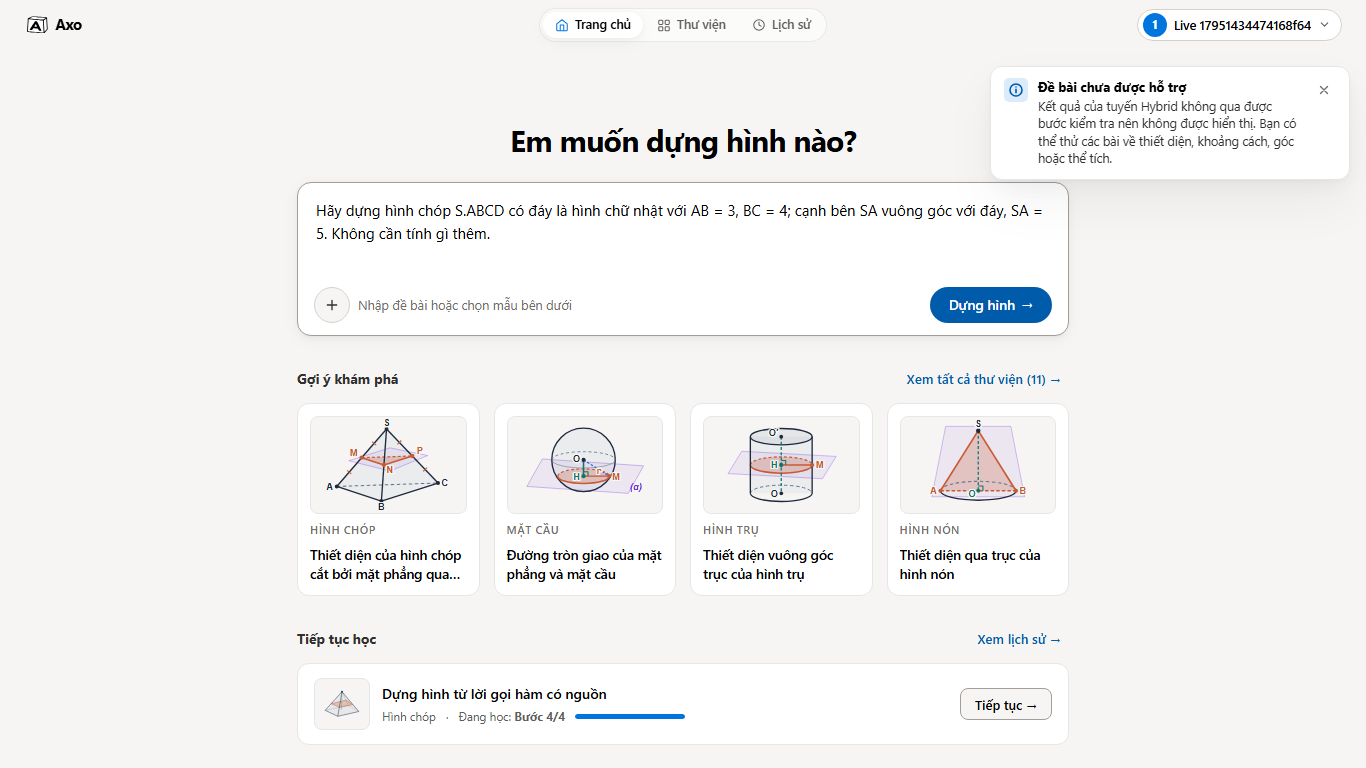 Axo
Trang chủ
Thư viện
Lịch sử
1
Live 17951434474168f64
Đề bài chưa được hỗ trợ
Kết quả của tuyến Hybrid không qua được
bước kiểm tra nên không được hiển thị. Bạn có
thể thử các bài về thiết diện, khoảng cách, góc
hoặc thể tích.
Em muốn dựng hình nào?
Hãy dựng hình chóp S.ABCD có đáy là hình chữ nhật với AB = 3, BC = 4; cạnh bên SA vuông góc với đáy, SA =
5. Không cần tính gì thêm.
Nhập đề bài hoặc chọn mẫu bên dưới
Dựng hình →
Gợi ý khám phá
Xem tất cả thư viện (11) →
S
M
P
N
A
C
B
HÌNH CHÓP
Thiết diện của hình chóp
cắt bởi mặt phẳng qua...
O
r
H
M
(α)
MẶT CẦU
Đường tròn giao của mặt
phẳng và mặt cầu
O'
H
M
O
HÌNH TRỤ
Thiết diện vuông góc
trục của hình trụ
S
A
O
B
HÌNH NÓN
Thiết diện qua trục của
hình nón
Tiếp tục học
Xem lịch sử →
Dựng hình từ lời gọi hàm có nguồn
Hình chóp · Đang học: Bước 4/4
Tiếp tục →